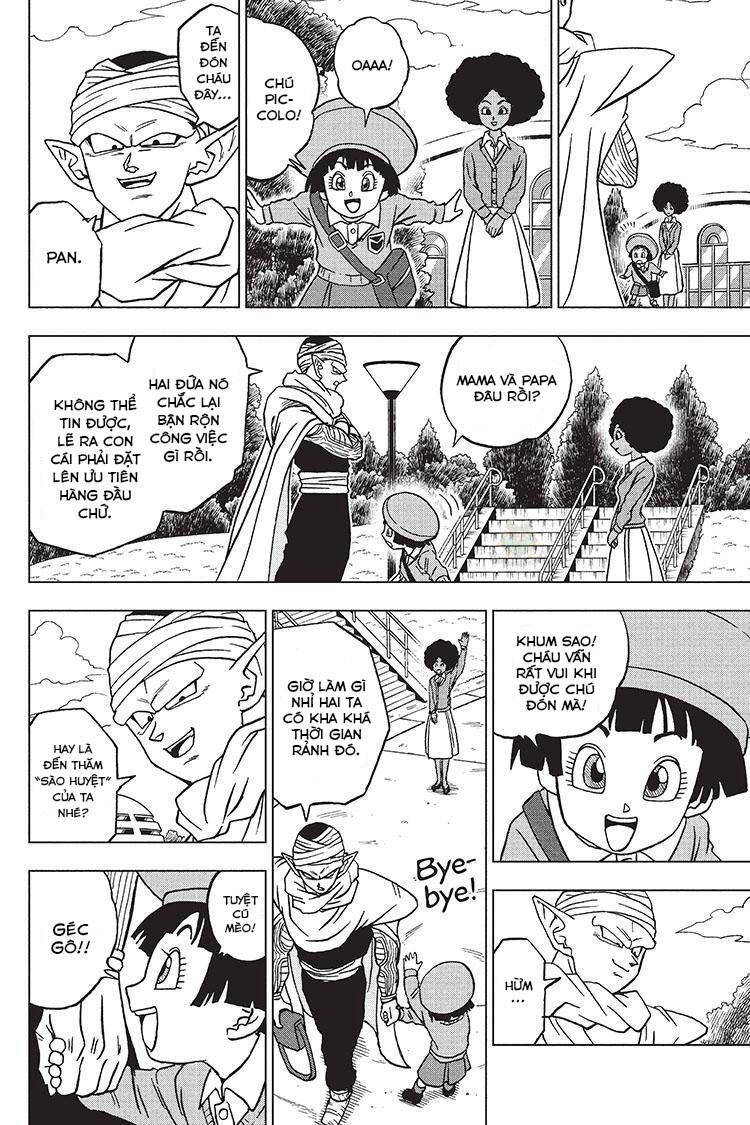 OAAA!
CHÚ
PIC-
COLO!
TA
ĐẾN
ĐÓN
CHÁU
ĐÂY...
PAN.
MAMA VÀ PAPA
ĐÂU RỒI?
HAI ĐỨA NÓ
CHẮC LẠI
BẬN RỘN
CÔNG VIỆC
GÌ RỒI.
KHÔNG THỂ
TIN ĐƯỢC,
LẼ RA CON
CÁI PHẢI ĐẶT
LÊN ƯU TIÊN
HÀNG ĐẦU
CHỨ.
KHUM SAO!
CHÁU VẪN
RẤT VUI KHI
ĐƯỢC CHÚ
ĐÓN MÀ!
HỪM
...
GIỜ LÀM GÌ
NHỈ HAI TA
CÓ KHA KHÁ
THỜI GIAN
RẢNH ĐÓ.
Bye-
bye!
HAY LÀ
ĐẾN THĂM
“SÀO HUYỆT”
CỦA TA
NHÉ?
TUYỆT
CÚ
MÈO!
GÉC
GÔ!!